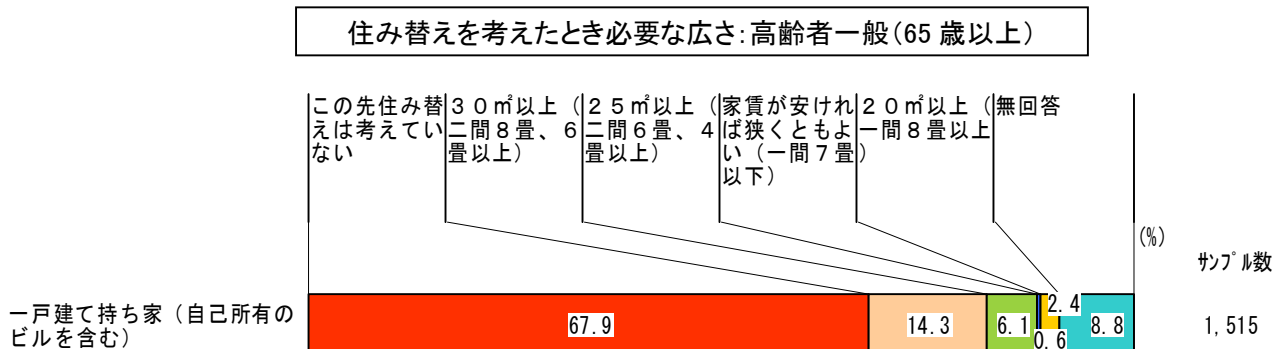 住み替えを考えたとき必要な広さ：高齢者一般（65 歳以上）
この先住み替
えは考えてい
ない
３０㎡以上（
二間８畳、６
畳以上）
２５㎡以上（
二間６畳、４
畳以上）
家賃が安けれ
ば狭くともよ
い（一間７畳
以下）
２０㎡以上（
一間８畳以上
）
無回答
(%)
ｻﾝﾌﾟﾙ数
一戸建て持ち家（自己所有の
ビルを含む）
67.9
14.3
6.1
0.6
2.4
8.8
1,515